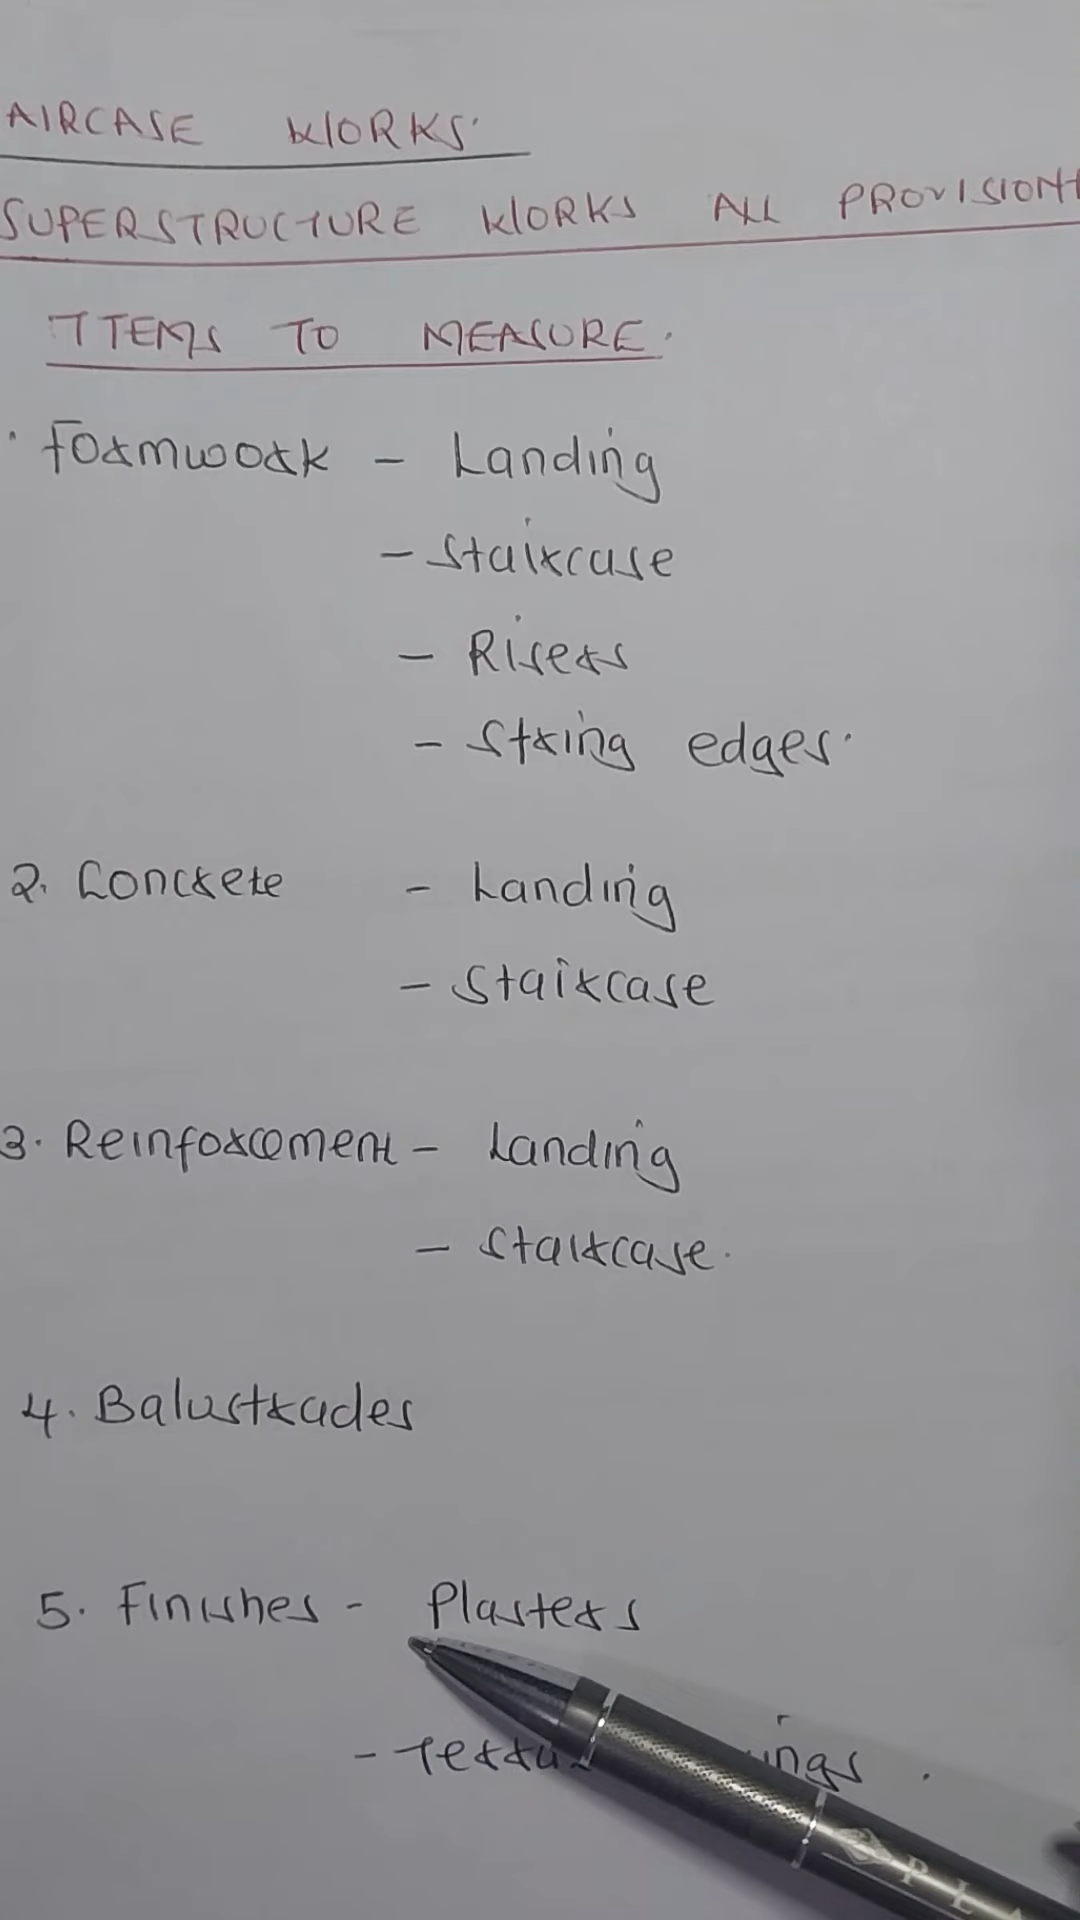 AIRCASE WORKS.
SUPERSTRUCTURE WORKS ALL PROVISION
ITEMS TO MEASURE.
Formwork - Landing
- Staircase
- Risers
- String edges.
2. Concrete - Landing
- Staircase
3. Reinforcement - Landing
- Staircase.
4. Balustrades
5. Finishes - Plasters